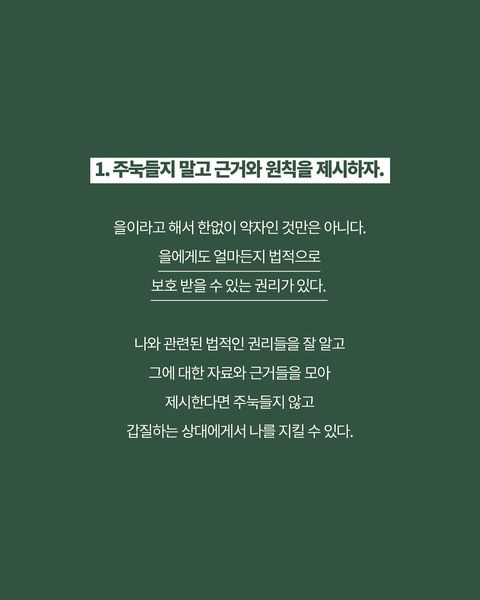 1. 주눅들지 말고 근거와 원칙을 제시하자.
을이라고 해서 한없이 약자인 것만은 아니다.
을에게도 얼마든지 법적으로
보호 받을 수 있는 권리가 있다.
나와 관련된 법적인 권리들을 잘 알고
그에 대한 자료와 근거들을 모아
제시한다면 주눅들지 않고
갑질하는 상대에게서 나를 지킬 수 있다.